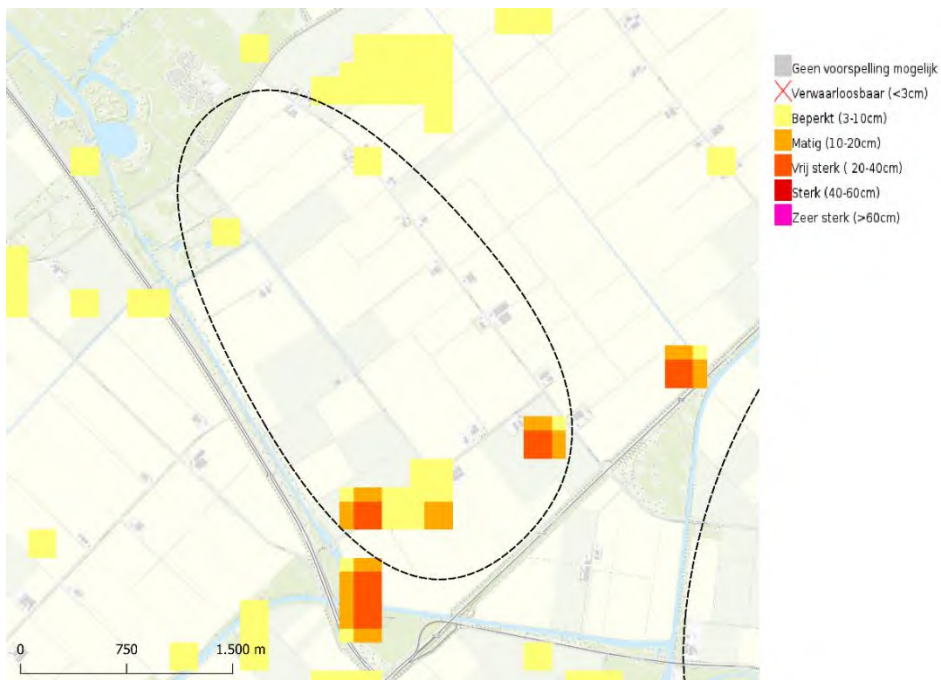 Geen voorspelling mogelijk
Verwaarloosbaar (<3cm)
Beperkt (3-10cm)
Matig (10-20cm)
Vrij sterk ( 20-40cm)
Sterk (40-60cm)
Zeer sterk (>60cm)
0 750 1.500 m